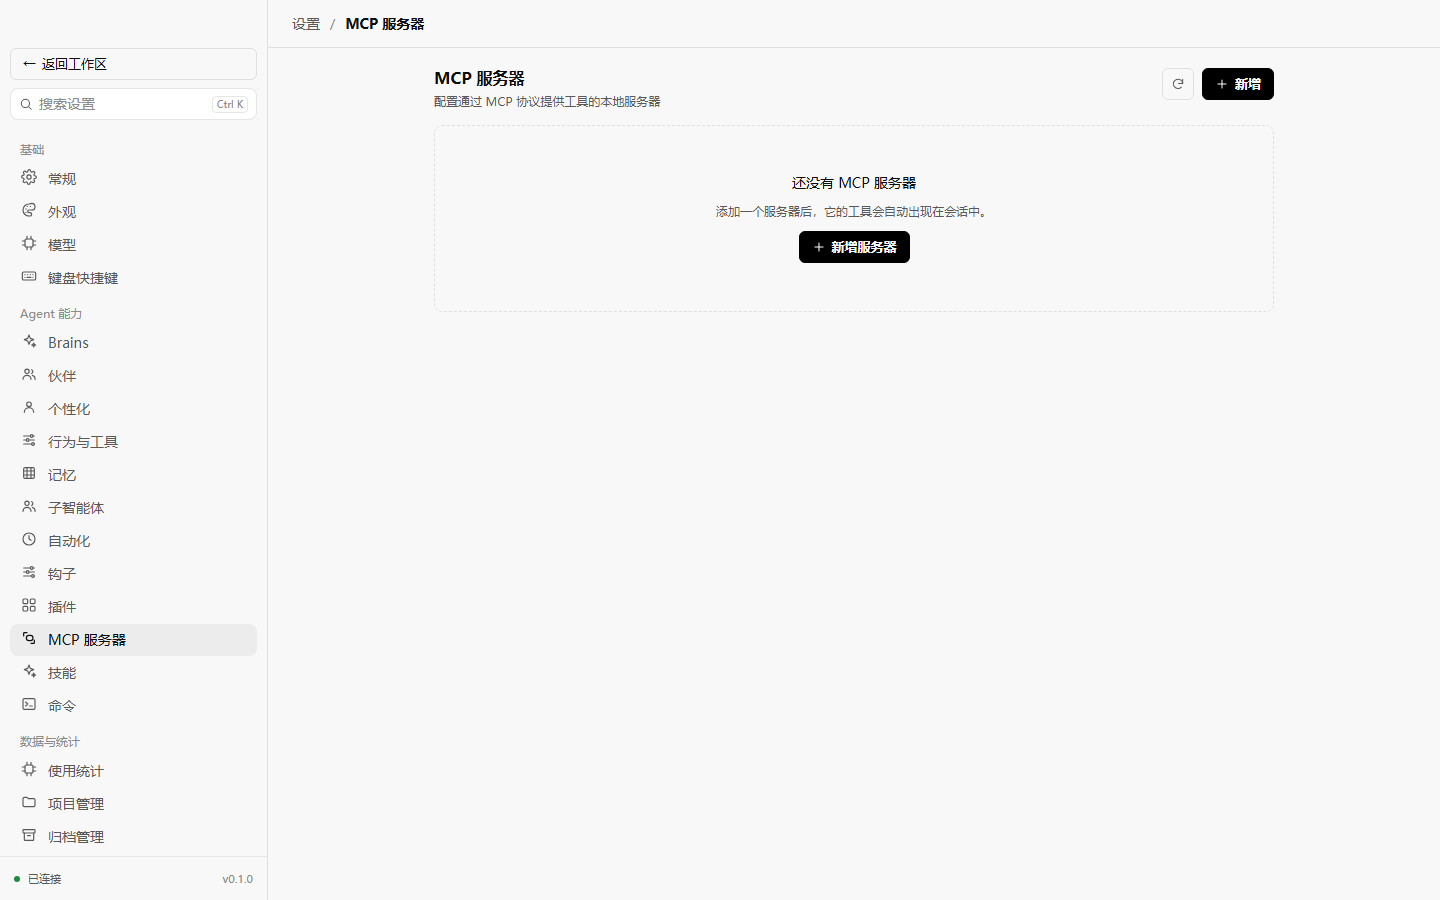 ← 返回工作区
搜索设置 Ctrl K
基础
常规
外观
模型
键盘快捷键
Agent 能力
Brains
伙伴
个性化
行为与工具
记忆
子智能体
自动化
钩子
插件
MCP 服务器
技能
命令
数据与统计
使用统计
项目管理
归档管理
已连接 v0.1.0
设置 / MCP 服务器
MCP 服务器
配置通过 MCP 协议提供工具的本地服务器
+ 新增
还没有 MCP 服务器
添加一个服务器后，它的工具会自动出现在会话中。
+ 新增服务器